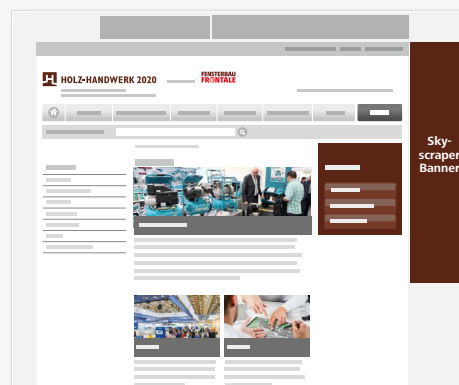 HOLZ-HANDWERK 2020
FENSTERBAU
FRONTALE
Sky-
scraper
Banner